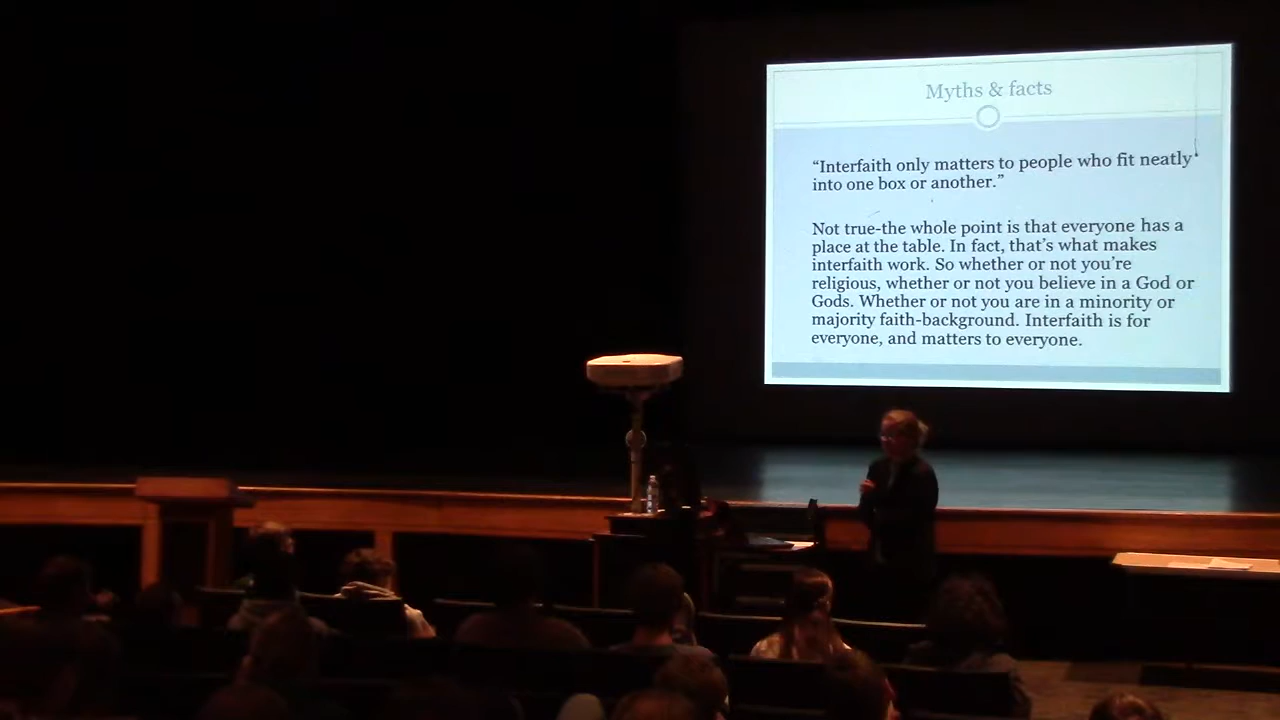 Myths & facts
“Interfaith only matters to people who fit neatly
into one box or another.”
Not true-the whole point is that everyone has a
place at the table. In fact, that’s what makes
interfaith work. So whether or not you’re
religious, whether or not you believe in a God or
Gods. Whether or not you are in a minority or
majority faith-background. Interfaith is for
everyone, and matters to everyone.